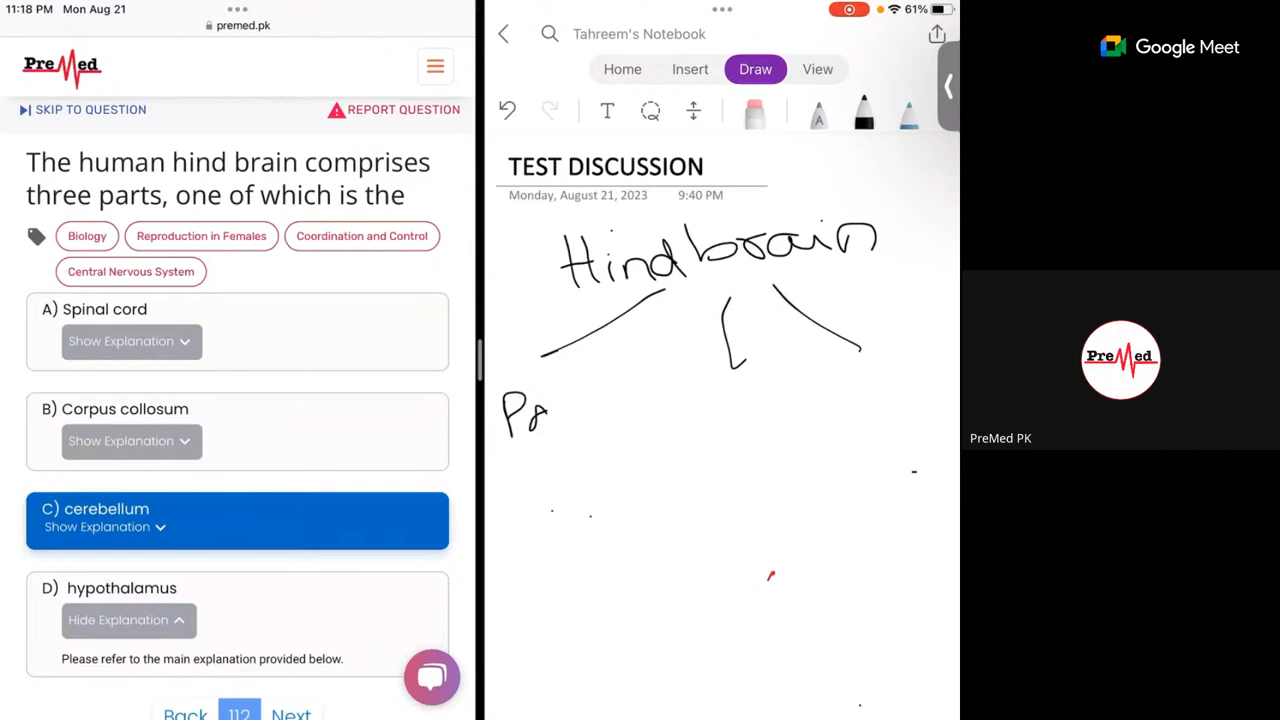 11:18 PM Mon Aug 21
premed.pk
PreMed
SKIP TO QUESTION
REPORT QUESTION
The human hind brain comprises
three parts, one of which is the
Biology
Reproduction in Females
Coordination and Control
Central Nervous System
A) Spinal cord
Show Explanation
B) Corpus collosum
Show Explanation
C) cerebellum
Show Explanation
D) hypothalamus
Hide Explanation
Please refer to the main explanation provided below.
Back 112 Next
61%
Tahreem's Notebook
Home Insert Draw View
T
A
TEST DISCUSSION
Monday, August 21, 2023 9:40 PM
Hindbrain
Google Meet
PreMed
PreMed PK